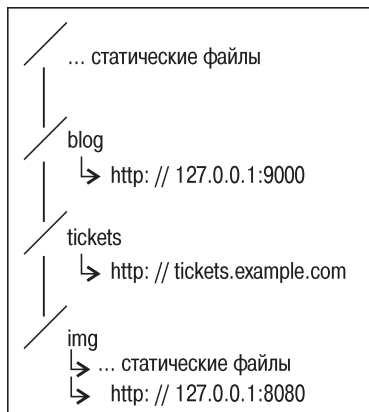 ... статические файлы
blog
http: // 127.0.0.1:9000
tickets
http: // tickets.example.com
img
... статические файлы
http: // 127.0.0.1:8080